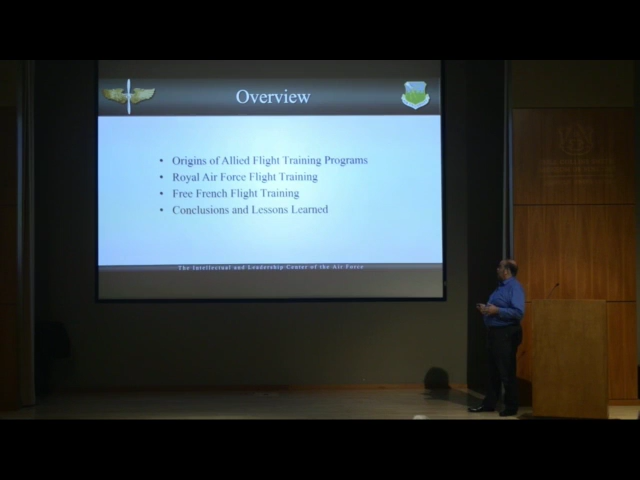 Overview
• Origins of Allied Flight Training Programs
• Royal Air Force Flight Training
• Free French Flight Training
• Conclusions and Lessons Learned
The Intellectual and Leadership Center of the Air Force